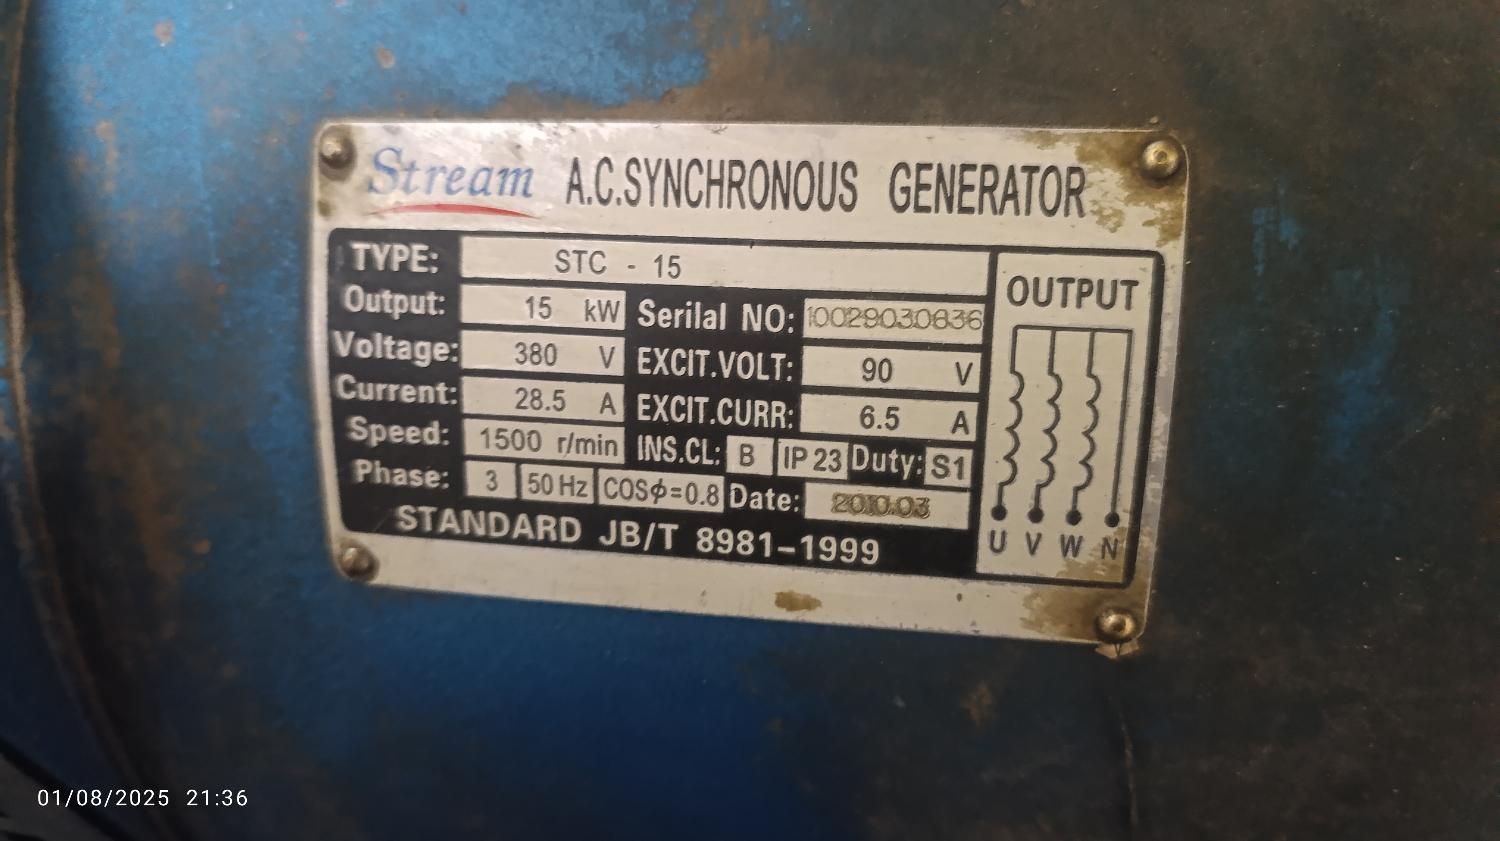 Stream A.C.SYNCHRONOUS GENERATOR
TYPE: STC - 15
Output: 15 kW Serilal NO: 10029030836
Voltage: 380 V EXCIT.VOLT: 90 V
Current: 28.5 A EXCIT.CURR: 6.5 A
Speed: 1500 r/min INS.CL: B IP 23 Duty: S1
Phase: 3 50 Hz COSϕ=0.8 Date: 2010.03
STANDARD JB/T 8981-1999
OUTPUT
U V W N
01/08/2025 21:36